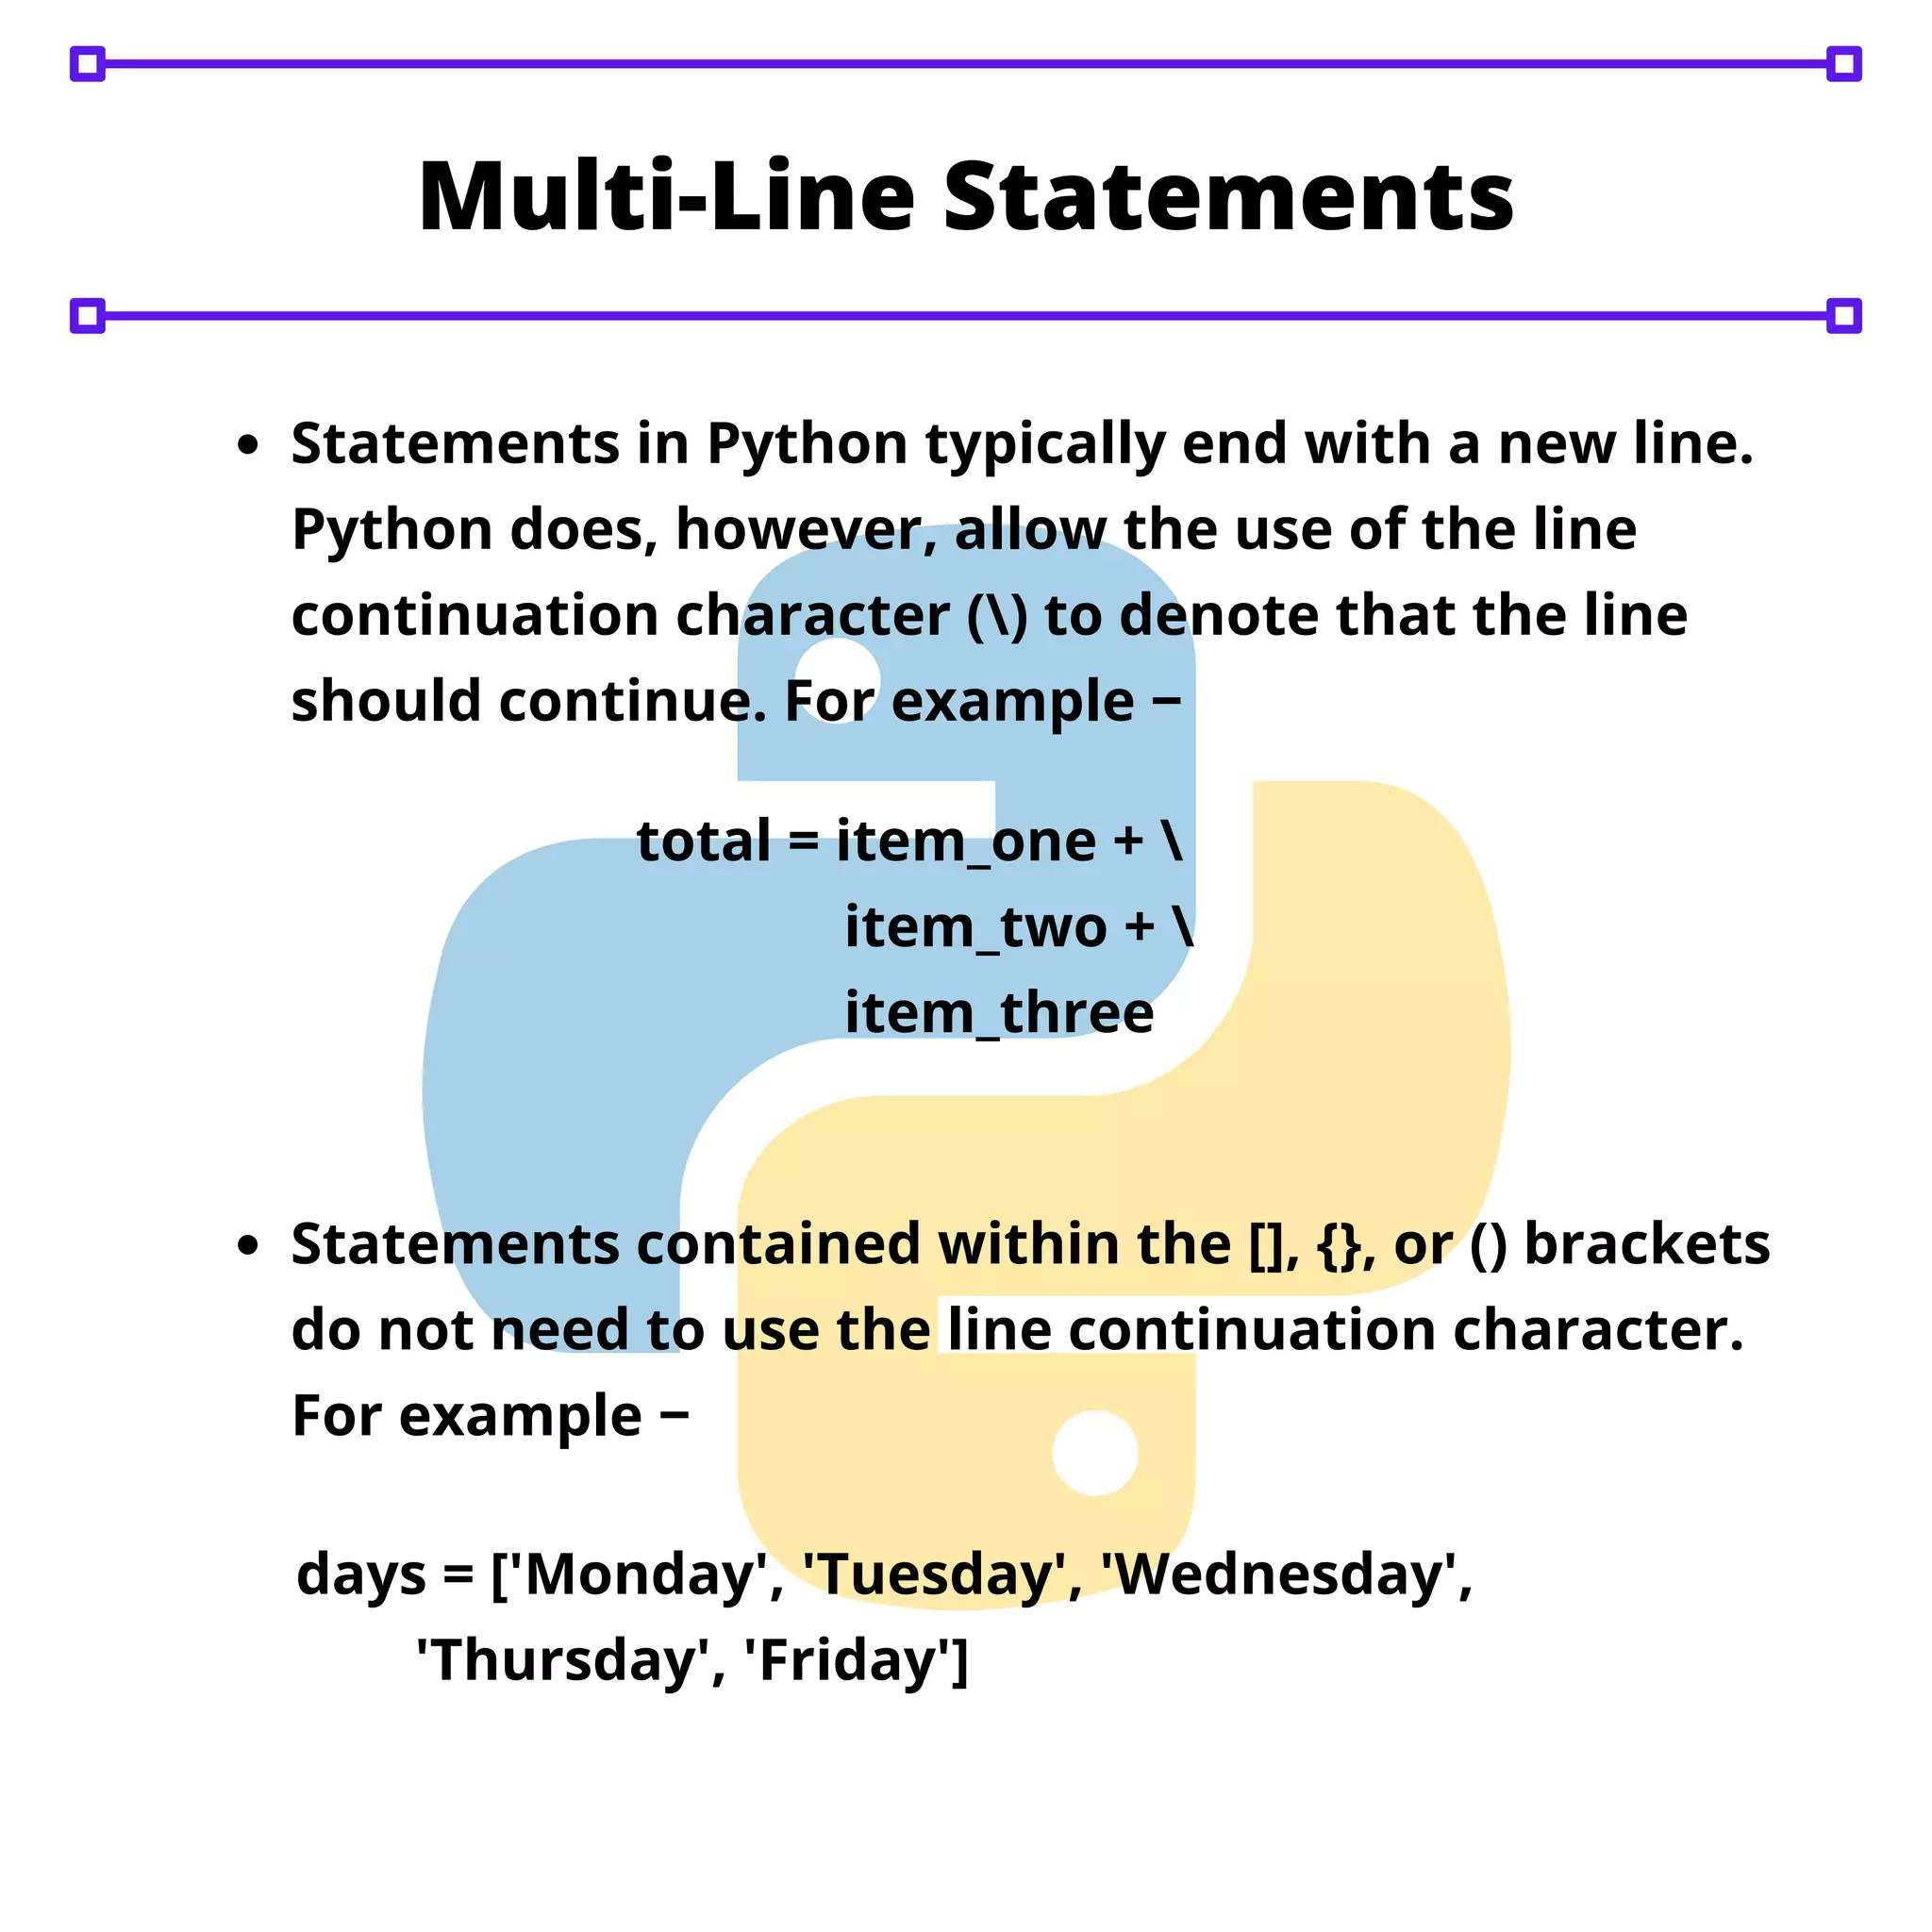 Multi-Line Statements
• Statements in Python typically end with a new line.
Python does, however, allow the use of the line
continuation character (\) to denote that the line
should continue. For example −
total = item_one + \
item_two + \
item_three
• Statements contained within the [], {}, or () brackets
do not need to use the line continuation character.
For example −
days = ['Monday', 'Tuesday', 'Wednesday',
'Thursday', 'Friday']